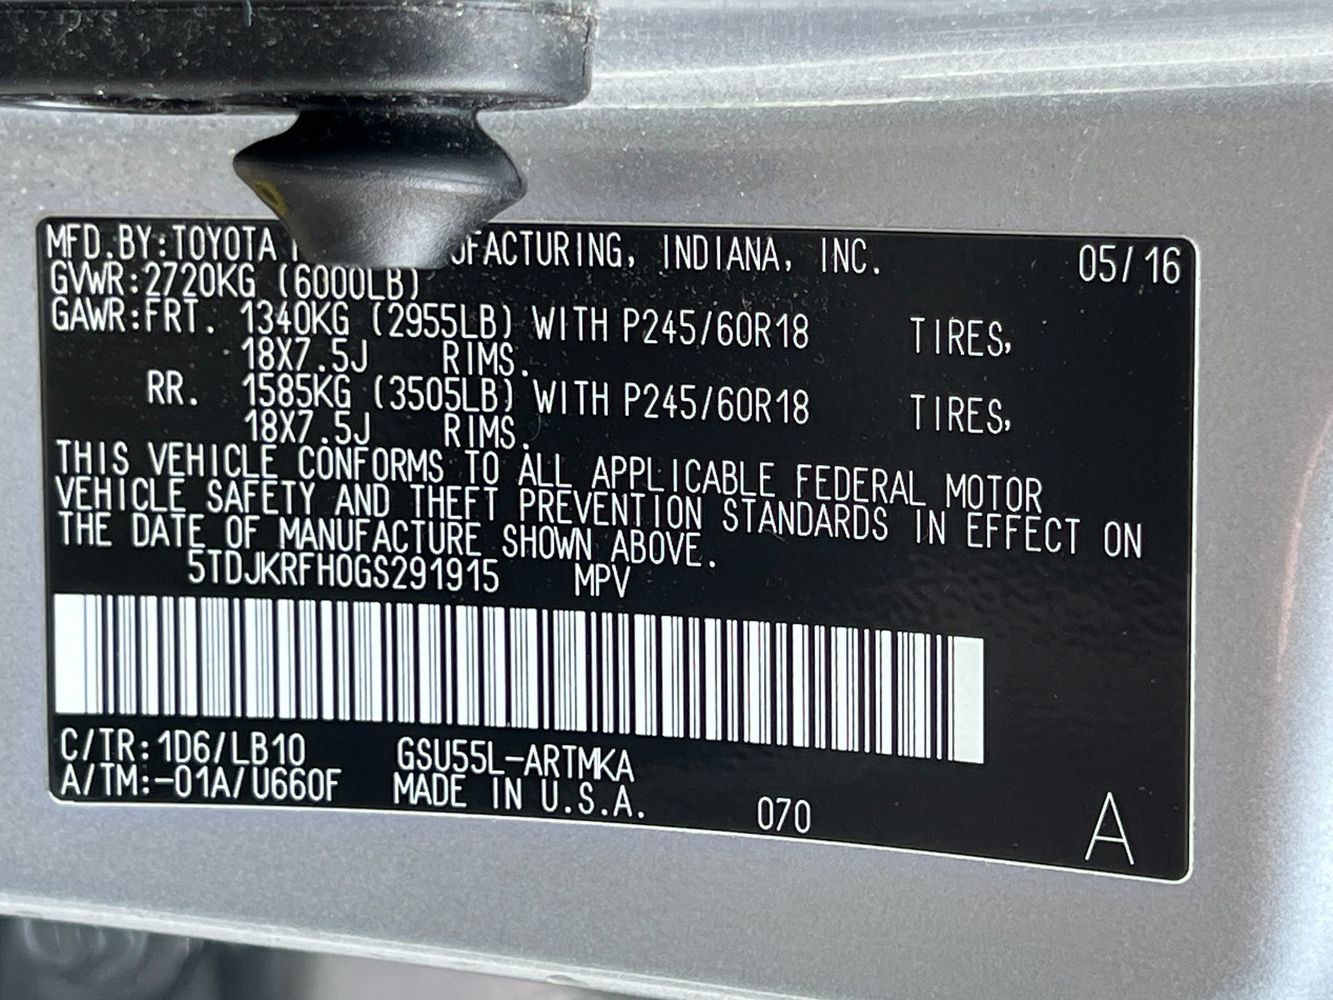 MFD.BY:TOYOTA UFACTURING, INDIANA, INC. 05/16
GVWR:2720KG (6000LB)
GAWR:FRT. 1340KG (2955LB) WITH P245/60R18 TIRES,
18X7.5J RIMS.
RR. 1585KG (3505LB) WITH P245/60R18 TIRES,
18X7.5J RIMS.
THIS VEHICLE CONFORMS TO ALL APPLICABLE FEDERAL MOTOR
VEHICLE SAFETY AND THEFT PREVENTION STANDARDS IN EFFECT ON
THE DATE OF MANUFACTURE SHOWN ABOVE.
5TDJKRFH0GS291915 MPV
C/TR:1D6/LB10 GSU55L-ARTMKA
A/TM:-01A/U660F MADE IN U.S.A. 070 A